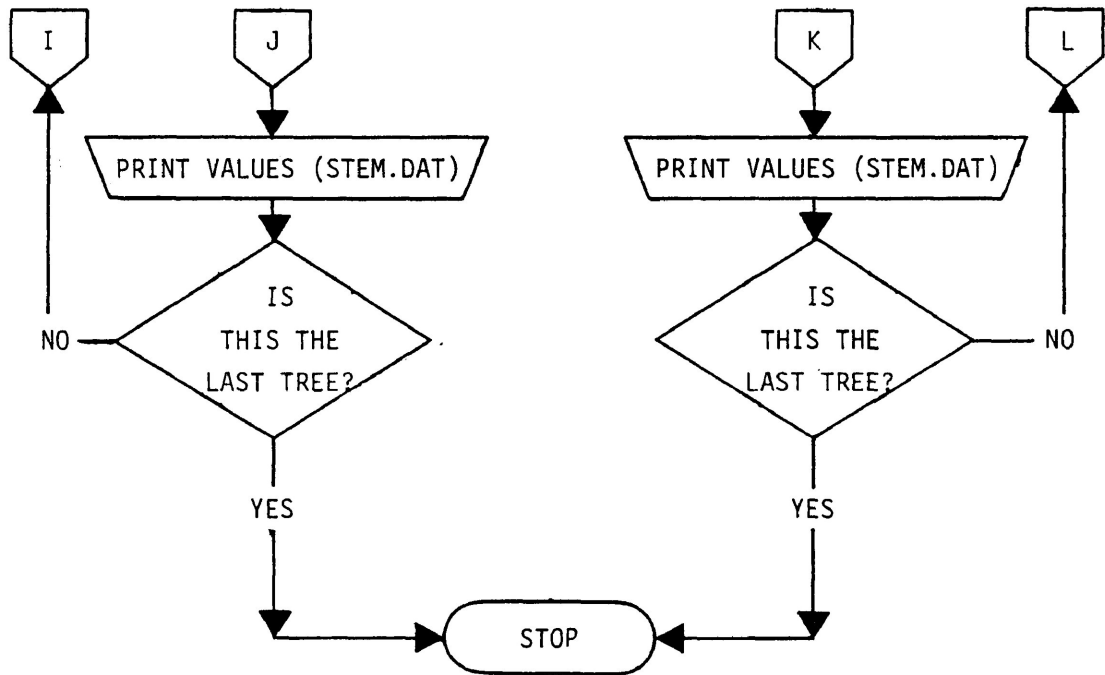 I
J
K
L
PRINT VALUES (STEM.DAT)
PRINT VALUES (STEM.DAT)
IS
THIS THE
LAST TREE?
NO
IS
THIS THE
LAST TREE?
NO
YES
YES
STOP